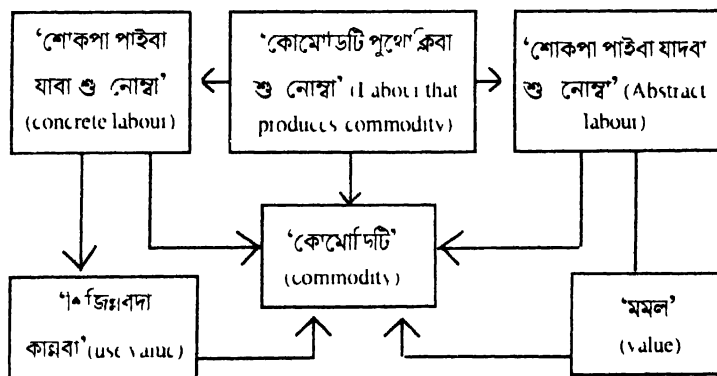 ‘শোকপা পাইবা
যাবা শু নোম্বা’
(concrete labour)
‘কোমোডিটি পুথোক্লিবা
শু নোম্বা’ (Labour that
produces commodity)
‘শোকপা পাইবা যাদবা
শু নোম্বা’ (Abstract
labour)
‘কোমোদিটি’
(commodity)
কান্নবা’ (use value)
‘মমল’
(value)